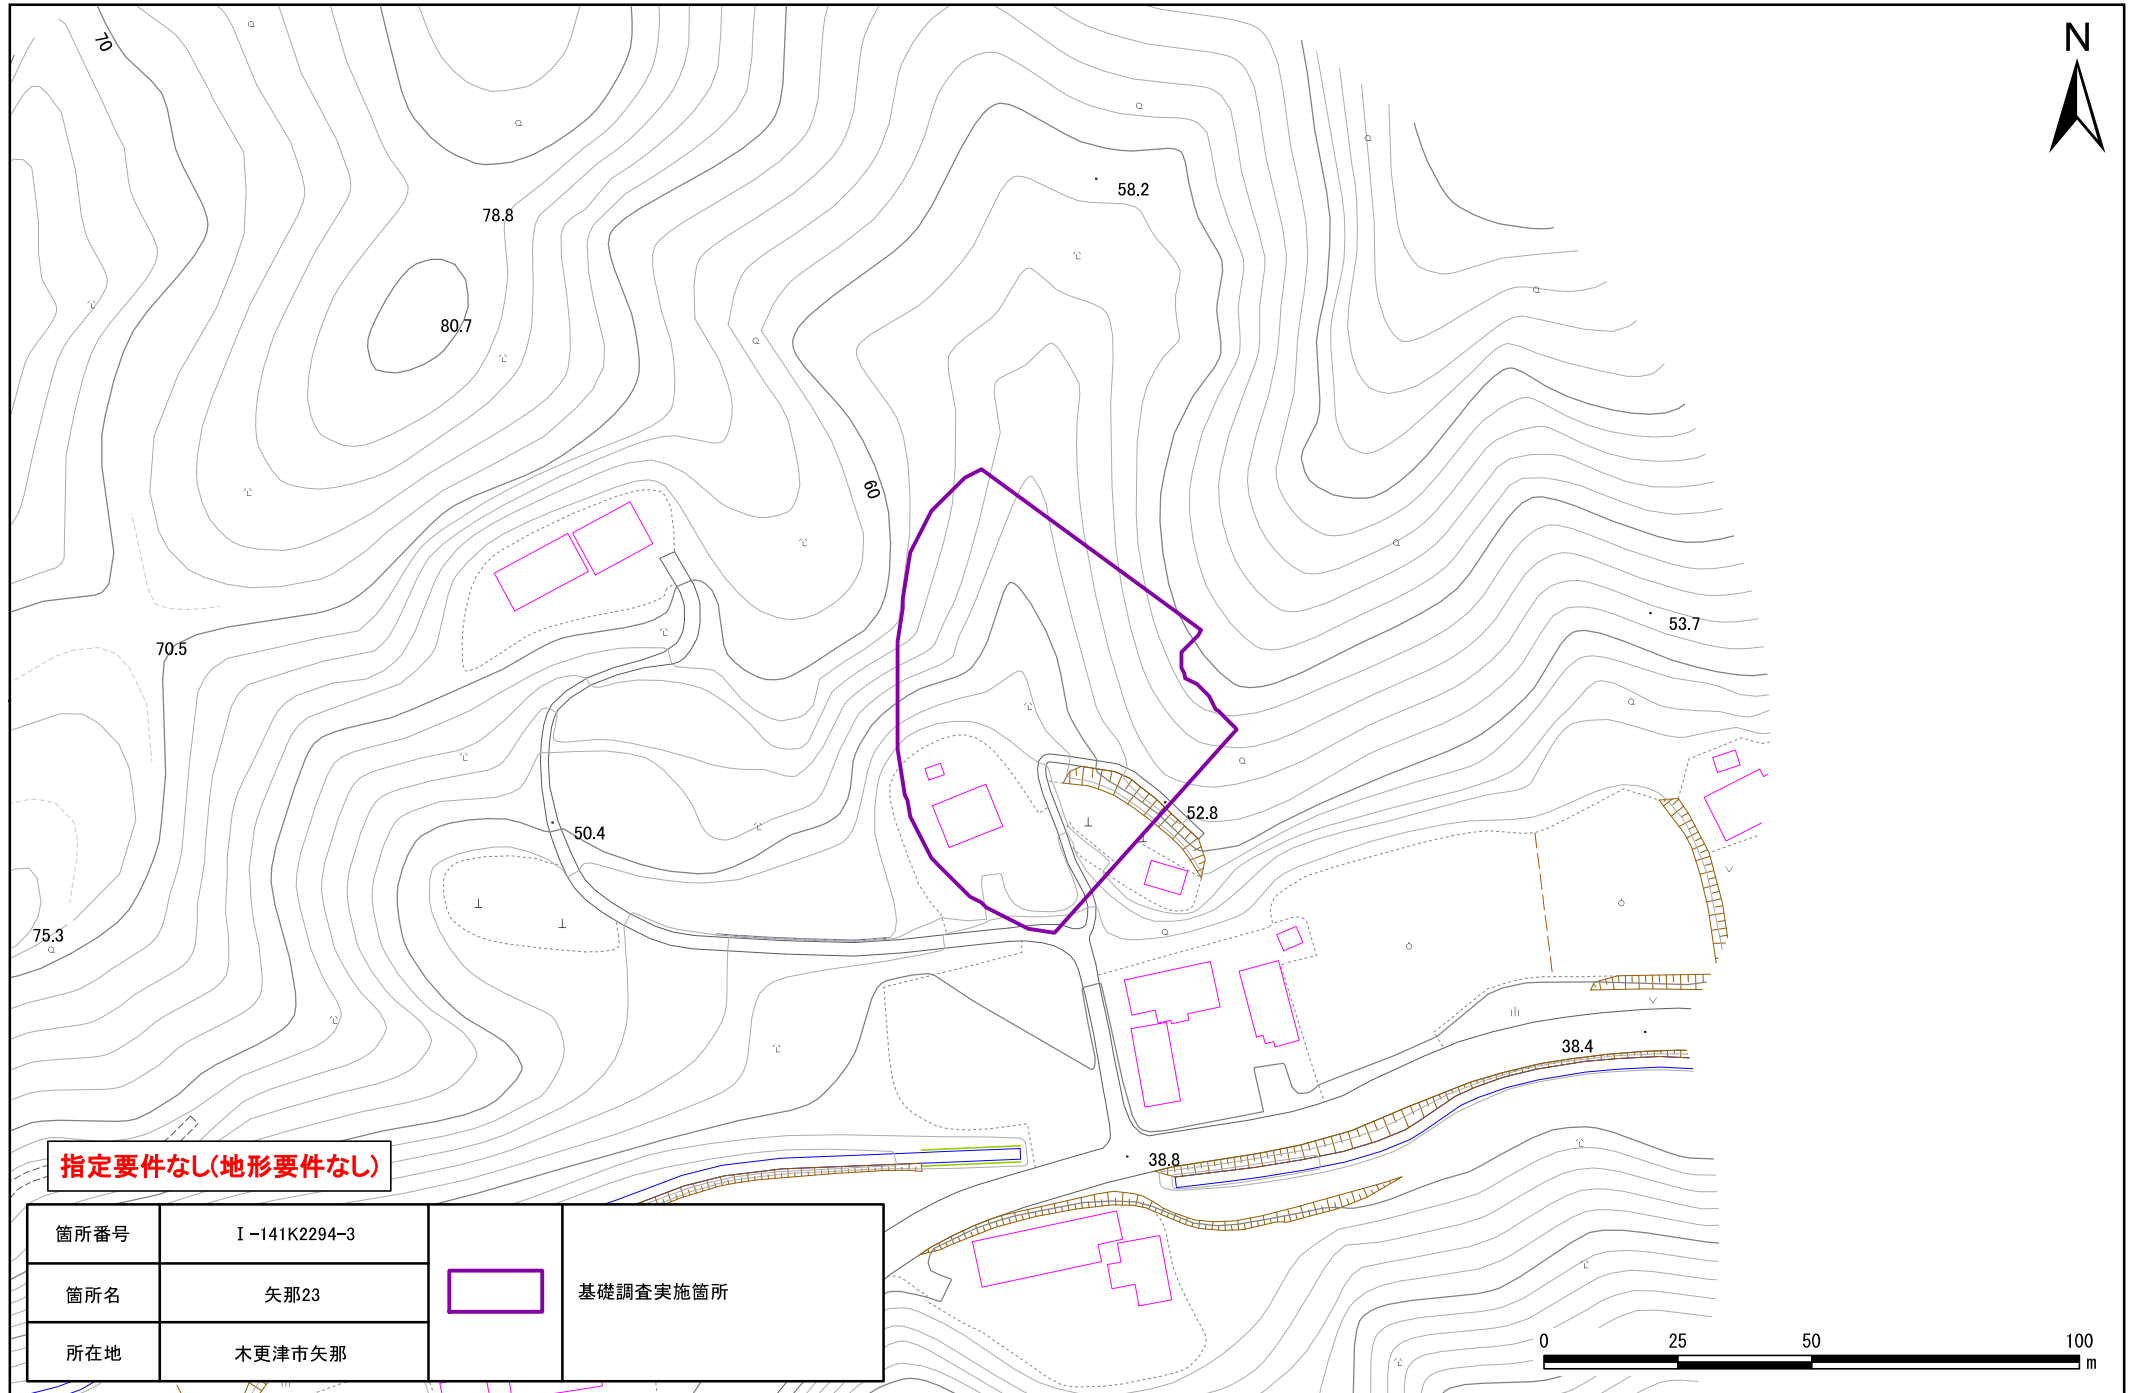 N
70
58.2
78.8
80.7
60
53.7
70.5
52.8
50.4
75.3
38.4
38.8
指定要件なし(地形要件なし)
箇所番号 Ⅰ-141K2294-3
箇所名 矢那23
所在地 木更津市矢那
基礎調査実施箇所
0 25 50 100
m